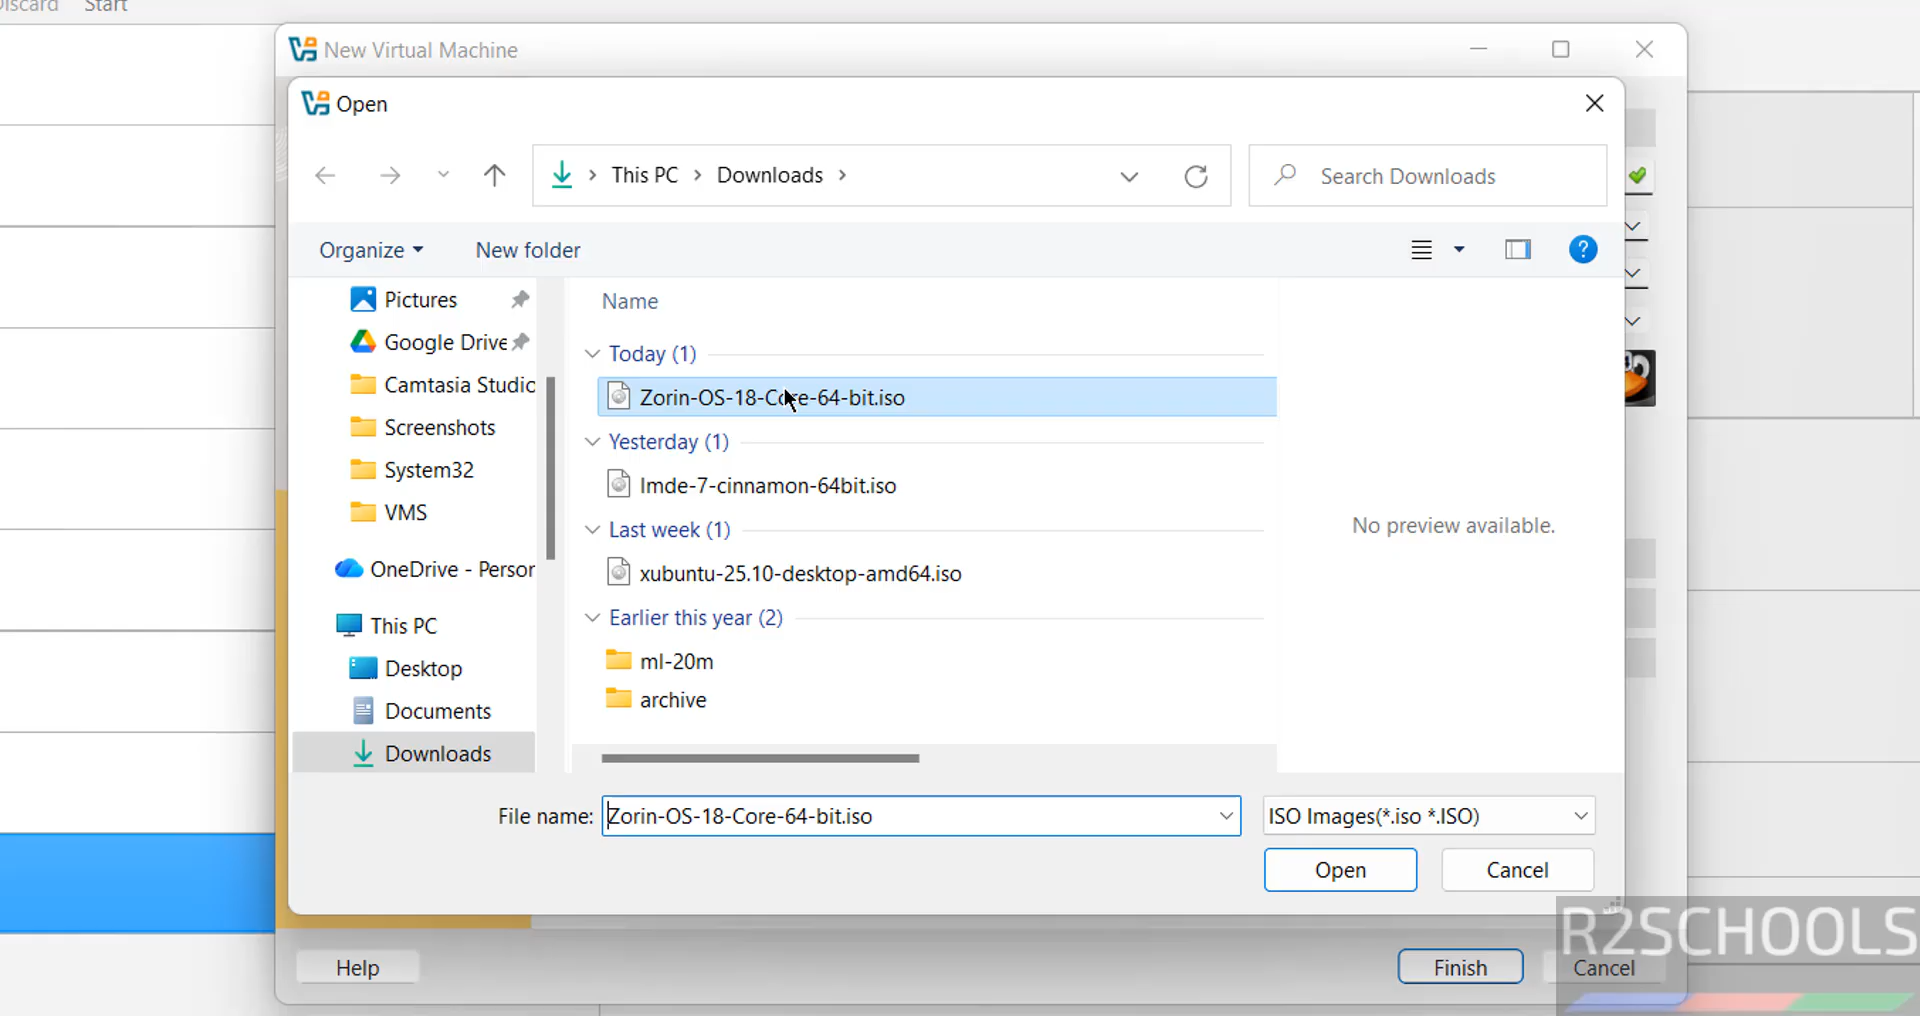 Discard Start
New Virtual Machine
Open
This PC Downloads
Search Downloads
Organize New folder
?
Pictures
Google Drive
Camtasia Studio
Screenshots
System32
VMS
OneDrive - Person
This PC
Desktop
Documents
Downloads
Name
Today (1)
Zorin-OS-18-Core-64-bit.iso
Yesterday (1)
lmde-7-cinnamon-64bit.iso
Last week (1)
xubuntu-25.10-desktop-amd64.iso
Earlier this year (2)
ml-20m
archive
No preview available.
File name: Zorin-OS-18-Core-64-bit.iso ISO Images(*.iso *.ISO)
Open Cancel
R2SCHOOLS
Help Finish Cancel